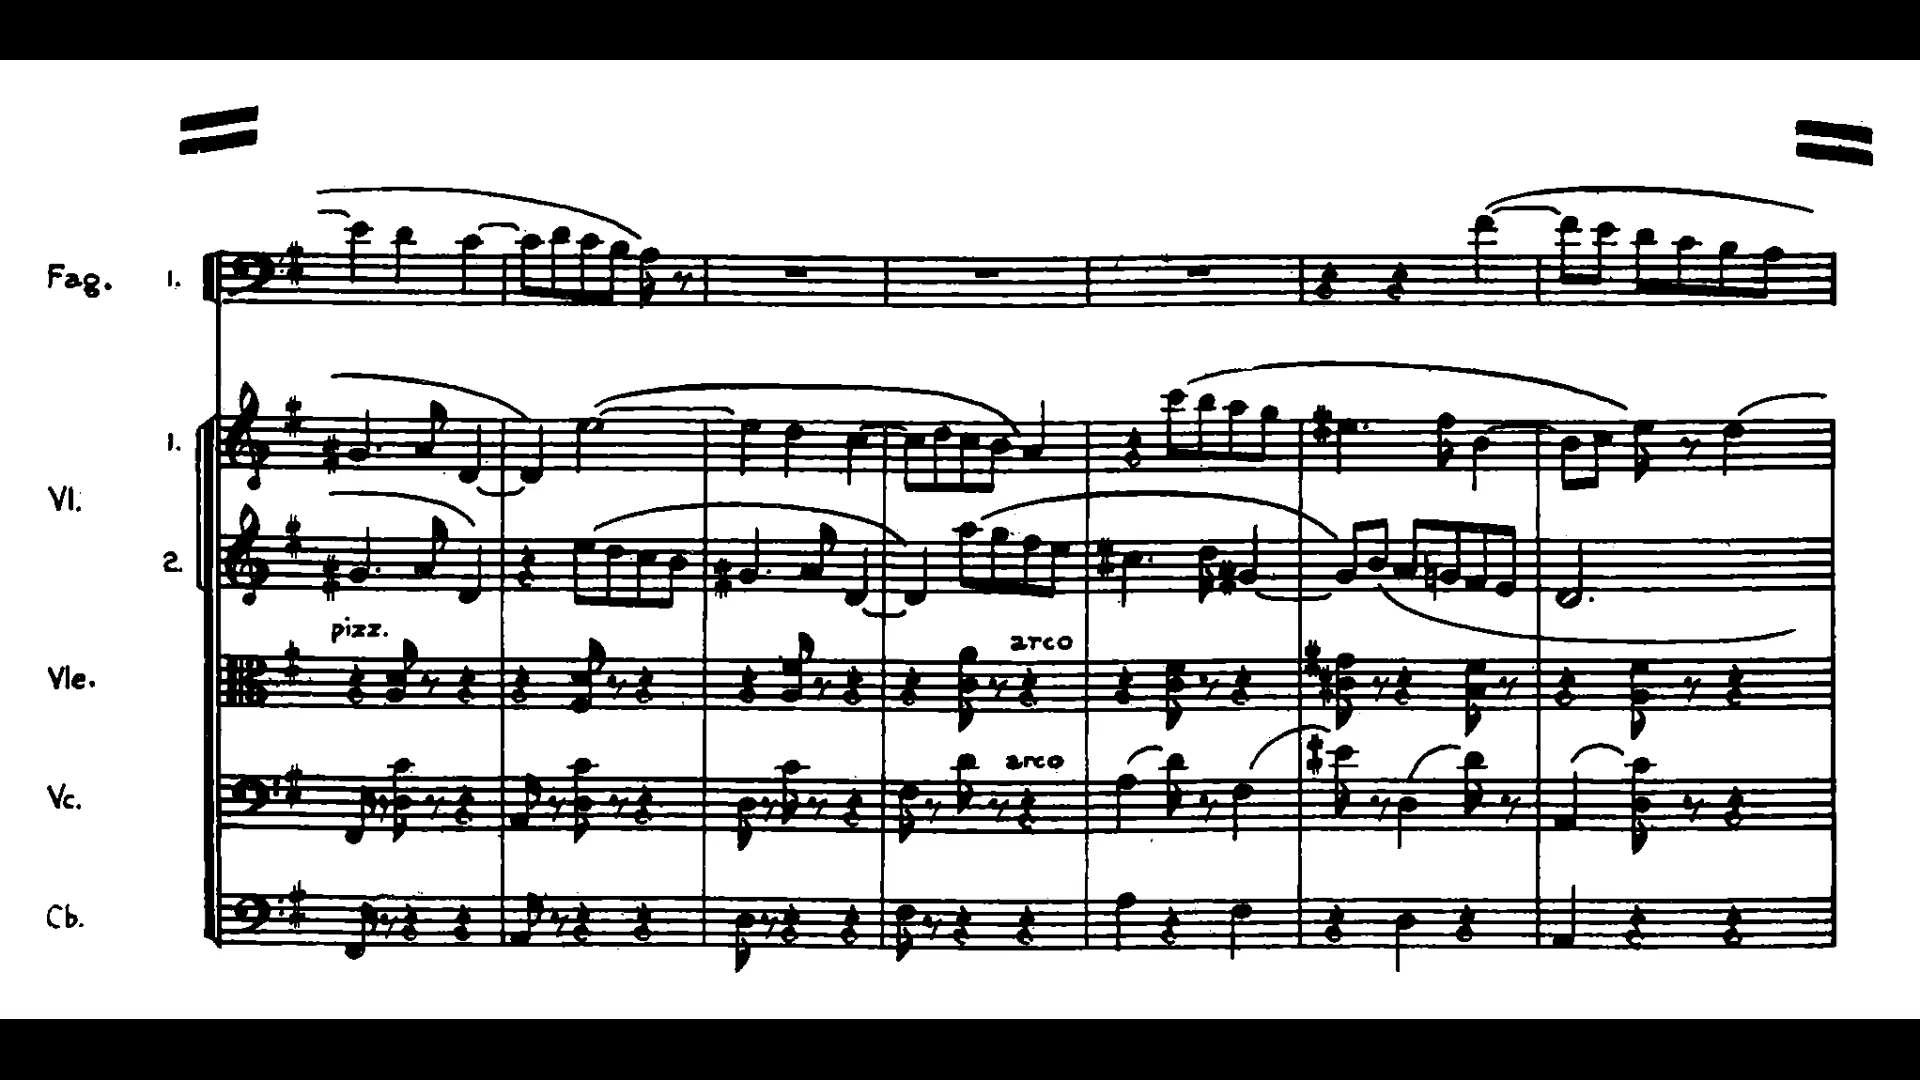 Fag. 1.
1.
Vl.
2.
pizz.
arco
Vle.
arco
Vc.
Cb.